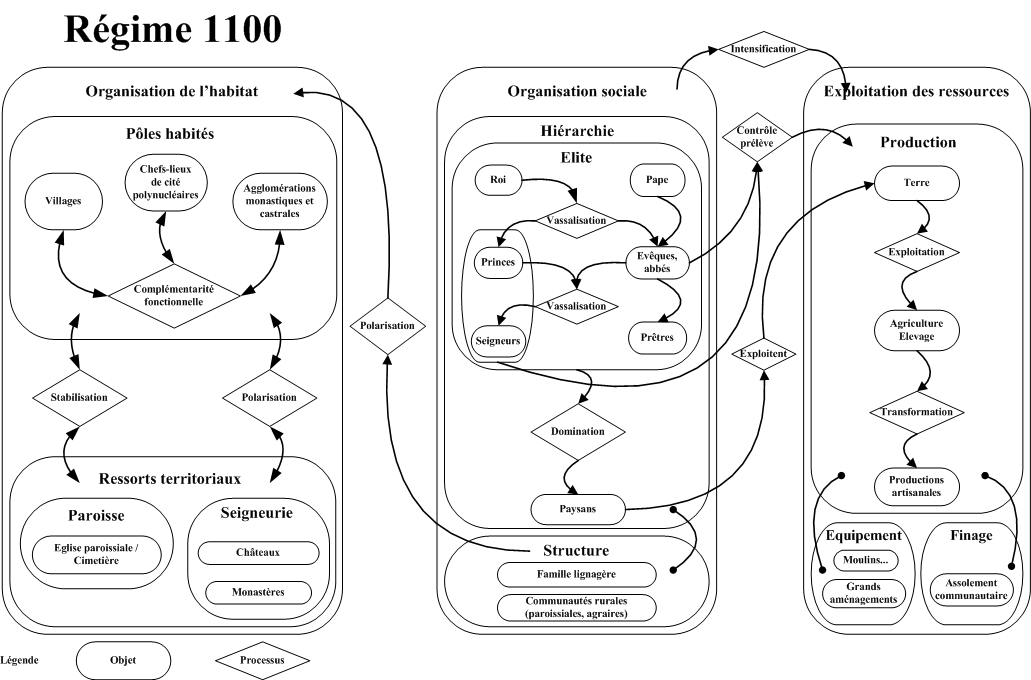 Régime 1100
Intensification
Organisation de l'habitat
Pôles habités
Villages
Chefs-lieux
de cité
polynucléaires
Agglomérations
monastiques et
castrales
Complémentarité
fonctionnelle
Stabilisation
Polarisation
Ressorts territoriaux
Paroisse
Eglise paroissiale /
Cimetière
Seigneurie
Châteaux
Monastères
Polarisation
Organisation sociale
Hiérarchie
Elite
Roi
Pape
Vassalisation
Princes
Evêques,
abbés
Vassalisation
Seigneurs
Prêtres
Domination
Paysans
Structure
Famille lignagère
Communautés rurales
(paroissiales, agraires)
Contrôle
prélève
Exploitent
Exploitation des ressources
Production
Terre
Exploitation
Agriculture
Elevage
Transformation
Productions
artisanales
Equipement
Moulins...
Grands
aménagements
Finage
Assolement
communautaire
Légende
Objet
Processus